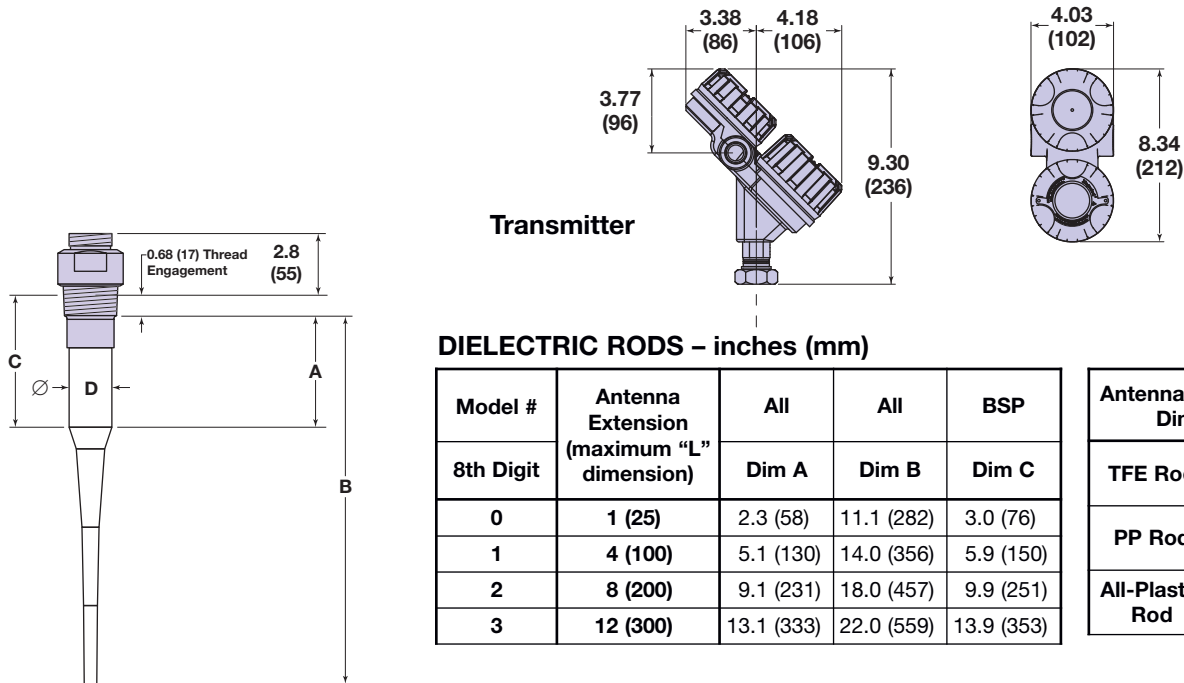 3.38
(86)
4.18
(106)
4.03
(102)
3.77
(96)
9.30
(236)
8.34
(212)
Transmitter
0.68 (17) Thread
Engagement
2.8
(55)
C
A
Ø
D
B
DIELECTRIC RODS – inches (mm)
Model #
Antenna
Extension
(maximum “L”
dimension)
All
All
BSP
8th Digit
Dim A
Dim B
Dim C
0 1 (25) 2.3 (58) 11.1 (282) 3.0 (76)
1 4 (100) 5.1 (130) 14.0 (356) 5.9 (150)
2 8 (200) 9.1 (231) 18.0 (457) 9.9 (251)
3 12 (300) 13.1 (333) 22.0 (559) 13.9 (353)
Antenna
TFE
PP
Rod